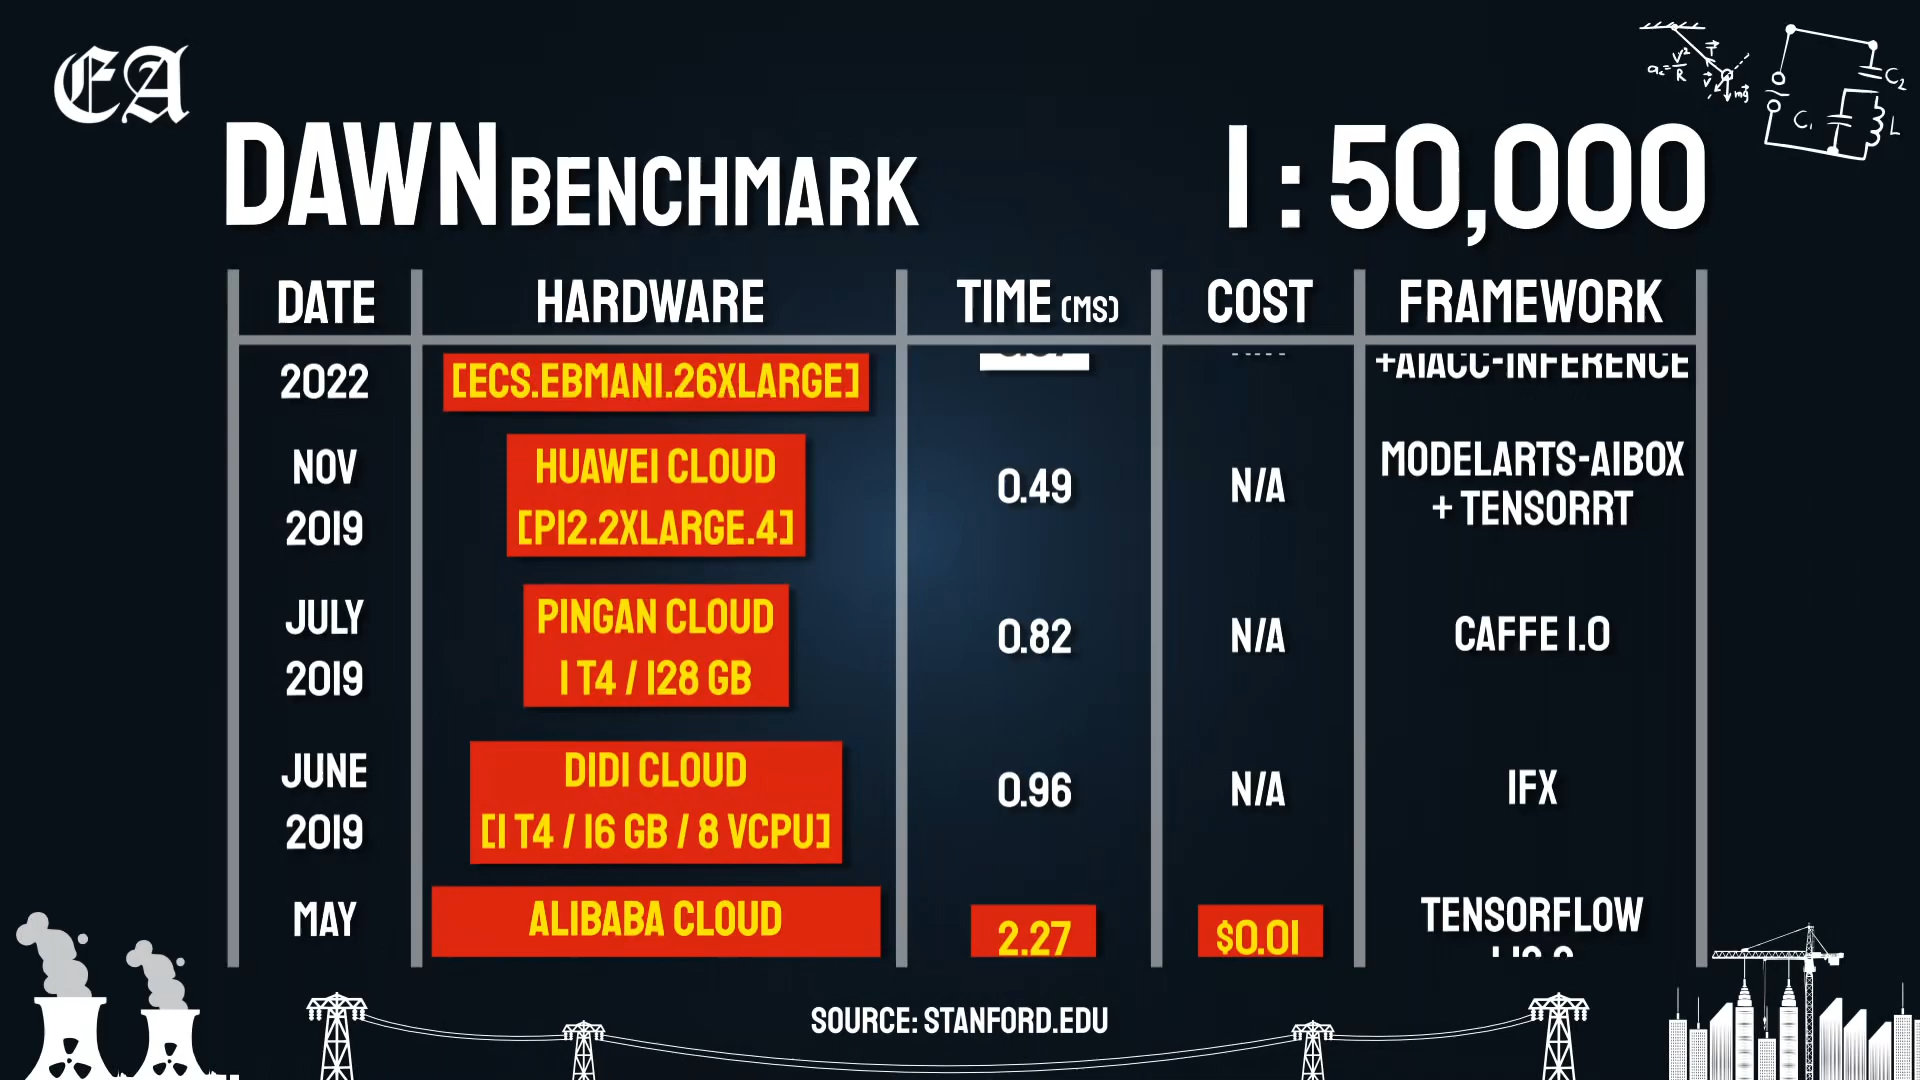 EA
DAWN BENCHMARK
1 : 50,000
DATE HARDWARE TIME (MS) COST FRAMEWORK
2022 [ECS.EBMAN1.26XLARGE] +AIACC-INFERENCE
NOV HUAWEI CLOUD 0.49 N/A MODELARTS-AIBOX
2019 [PI2.2XLARGE.4] + TENSORRT
JULY PINGAN CLOUD 0.82 N/A CAFFE 1.0
2019 1 T4 / 128 GB
JUNE DIDI CLOUD 0.96 N/A IFX
2019 [1 T4 / 16 GB / 8 VCPU]
MAY ALIBABA CLOUD 2.27 $0.01 TENSORFLOW
SOURCE: STANFORD.EDU